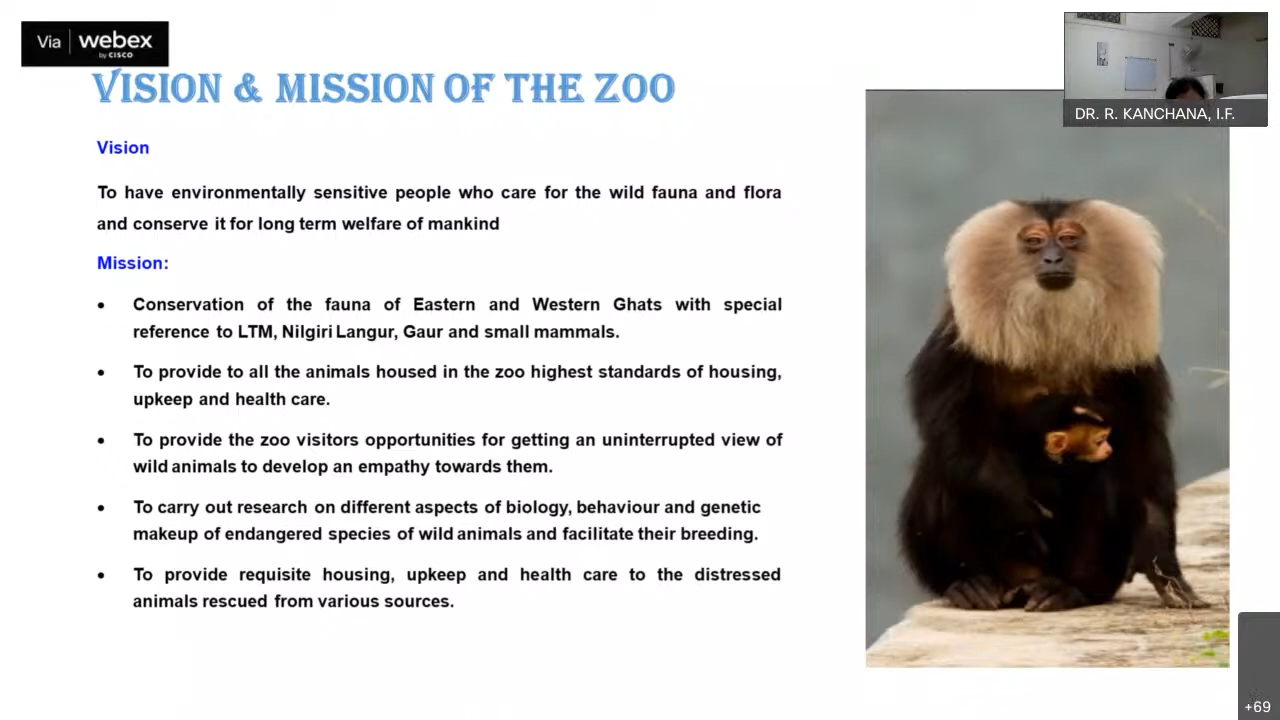 Via webex
by CISCO
VISION & MISSION OF THE ZOO
DR. R. KANCHANA, I.F.
Vision
To have environmentally sensitive people who care for the wild fauna and flora
and conserve it for long term welfare of mankind
Mission:
• Conservation of the fauna of Eastern and Western Ghats with special
reference to LTM, Nilgiri Langur, Gaur and small mammals.
• To provide to all the animals housed in the zoo highest standards of housing,
upkeep and health care.
• To provide the zoo visitors opportunities for getting an uninterrupted view of
wild animals to develop an empathy towards them.
• To carry out research on different aspects of biology, behaviour and genetic
makeup of endangered species of wild animals and facilitate their breeding.
• To provide requisite housing, upkeep and health care to the distressed
animals rescued from various sources.
+69